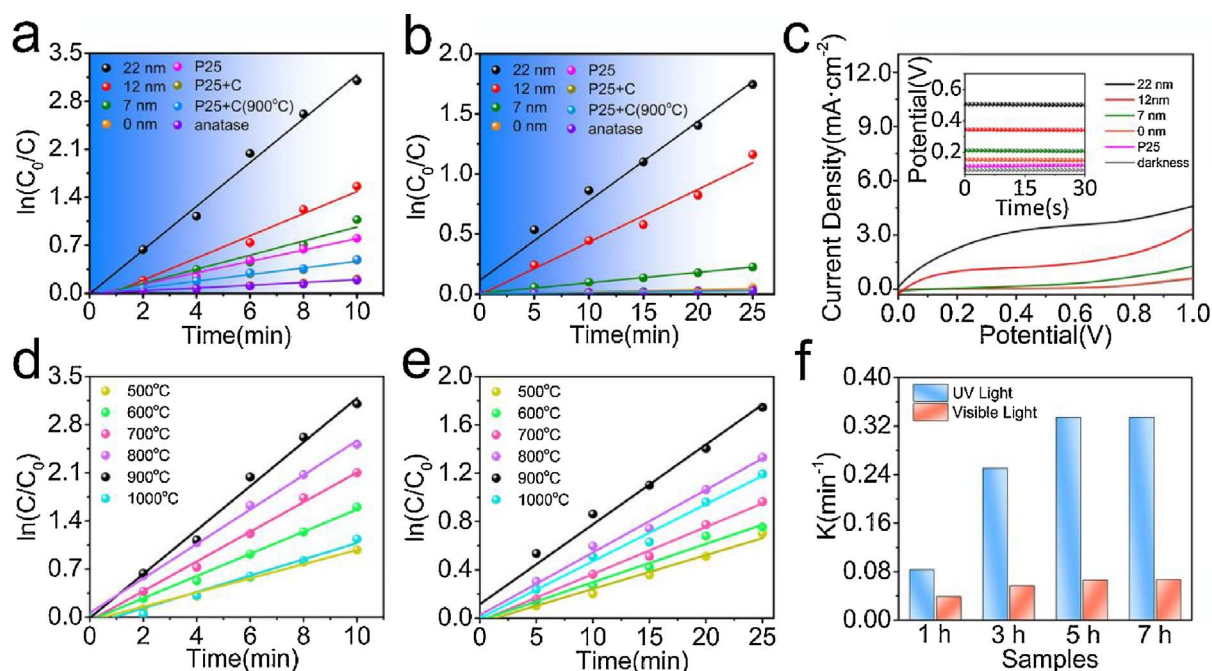 a
ln(C₀/C)
3.5
2.8
2.1
1.4
0.7
0.0
22 nm
12 nm
7 nm
0 nm
P25
P25+C
P25+C(900°C)
anatase
0 2 4 6 8 10
Time(min)
b
ln(C₀/C)
2.0
1.5
1.0
0.5
0.0
22 nm
12 nm
7 nm
0 nm
P25
P25+C
P25+C(900°C)
anatase
0 5 10 15 20 25
Time(min)
c
Current Density(mA·cm⁻²)
12.0
9.0
6.0
3.0
0.0
Potential(V)
0.6
0.4
0.2
0 10 20 30
Time(s)
22 nm
12nm
7 nm
0 nm
P25
darkness
0.0 0.2 0.4 0.6 0.8 1.0
Potential(V)
d
ln(C/C₀)
3.5
2.8
2.1
1.4
0.7
0.0
500°C
600°C
700°C
800°C
900°C
1000°C
0 2 4 6 8 10
Time(min)
e
ln(C/C₀)
2.0
1.6
1.2
0.8
0.4
0.0
500°C
600°C
700°C
800°C
900°C
1000°C
0 5 10 15 20 25
Time(min)
f
K(min⁻¹)
0.40
0.32
0.24
0.16
0.08
0.00
UV Light
Visible Light
1 h 3 h 5 h 7 h
Samples